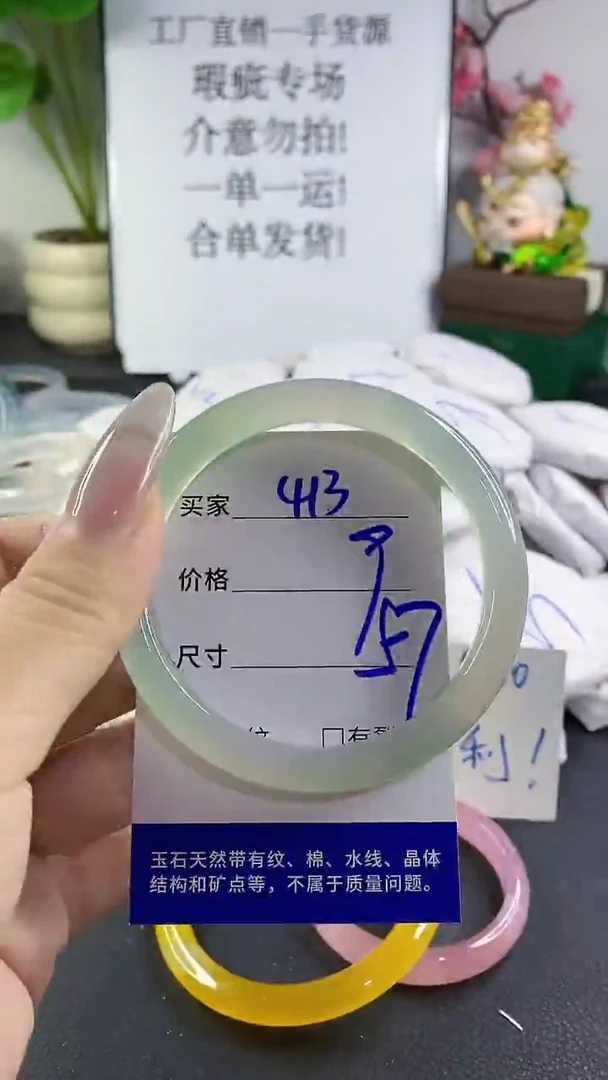 工厂直销一手货源
瑕疵专场
介意勿拍!
一单一运!
合单发货!
买家 413
价格
尺寸 57
利!
玉石天然带有纹、棉、水线、晶体
结构和矿点等，不属于质量问题。